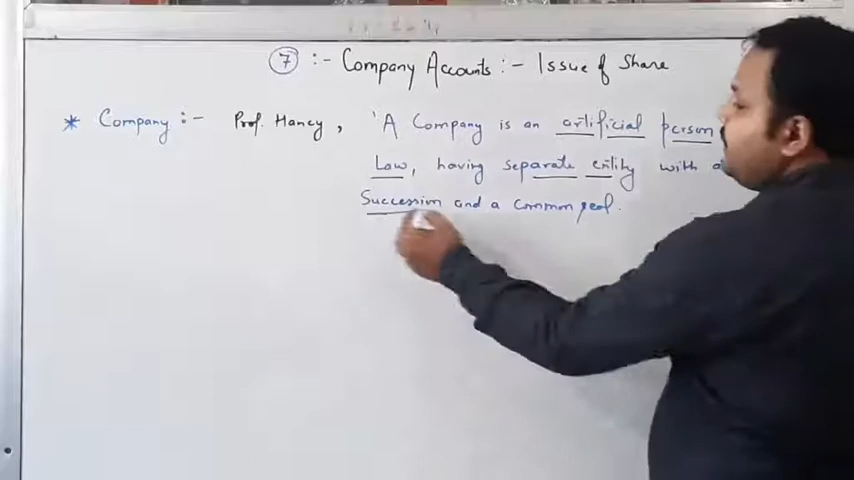 7 :- Company Accounts :- Issue of Share
* Company :- Prof. Haney, 'A Company is an artificial person
Law, having separate entity with a
Succession and a Common seal.